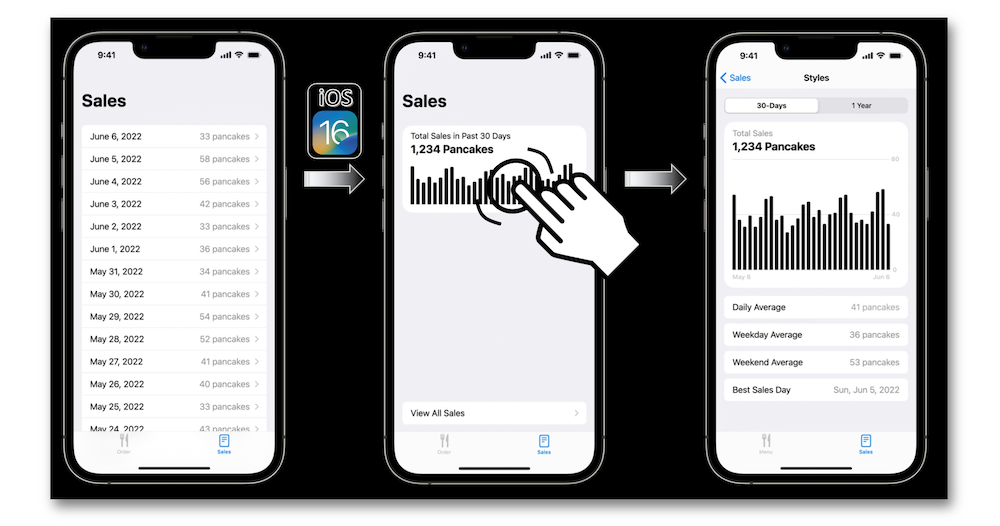 9:41
Sales
June 6, 2022 33 pancakes
June 5, 2022 58 pancakes
June 4, 2022 56 pancakes
June 3, 2022 42 pancakes
June 2, 2022 33 pancakes
June 1, 2022 36 pancakes
May 31, 2022 34 pancakes
May 30, 2022 41 pancakes
May 29, 2022 54 pancakes
May 28, 2022 52 pancakes
May 27, 2022 41 pancakes
May 26, 2022 40 pancakes
May 25, 2022 33 pancakes
May 24, 2022 43 pancakes
Order Sales
iOS
16
9:41
Sales
Total Sales in Past 30 Days
1,234 Pancakes
View All Sales
Order Sales
9:41
Sales Styles
30-Days 1 Year
Total Sales
1,234 Pancakes
80
40
0
May 8 Jun 6
Daily Average 41 pancakes
Weekday Average 36 pancakes
Weekend Average 53 pancakes
Best Sales Day Sun, Jun 5, 2022
Menu Sales